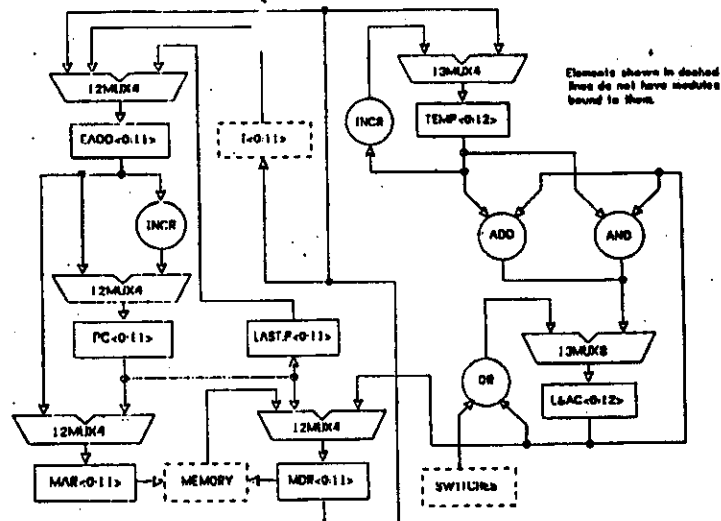 13MUX4
12MUX4
Elements shown in dashed
lines do not have modules
bound to them.
EADD<0:11>
I<0:11>
INCR
TEMP<0:12>
INCR
ADD
AND
12MUX4
PC<0:11>
LAST.P<0:11>
13MUX8
OR
L&AC<0:12>
12MUX4
12MUX4
MAR<0:11>
MEMORY
MDR<0:11>
SWITCHES